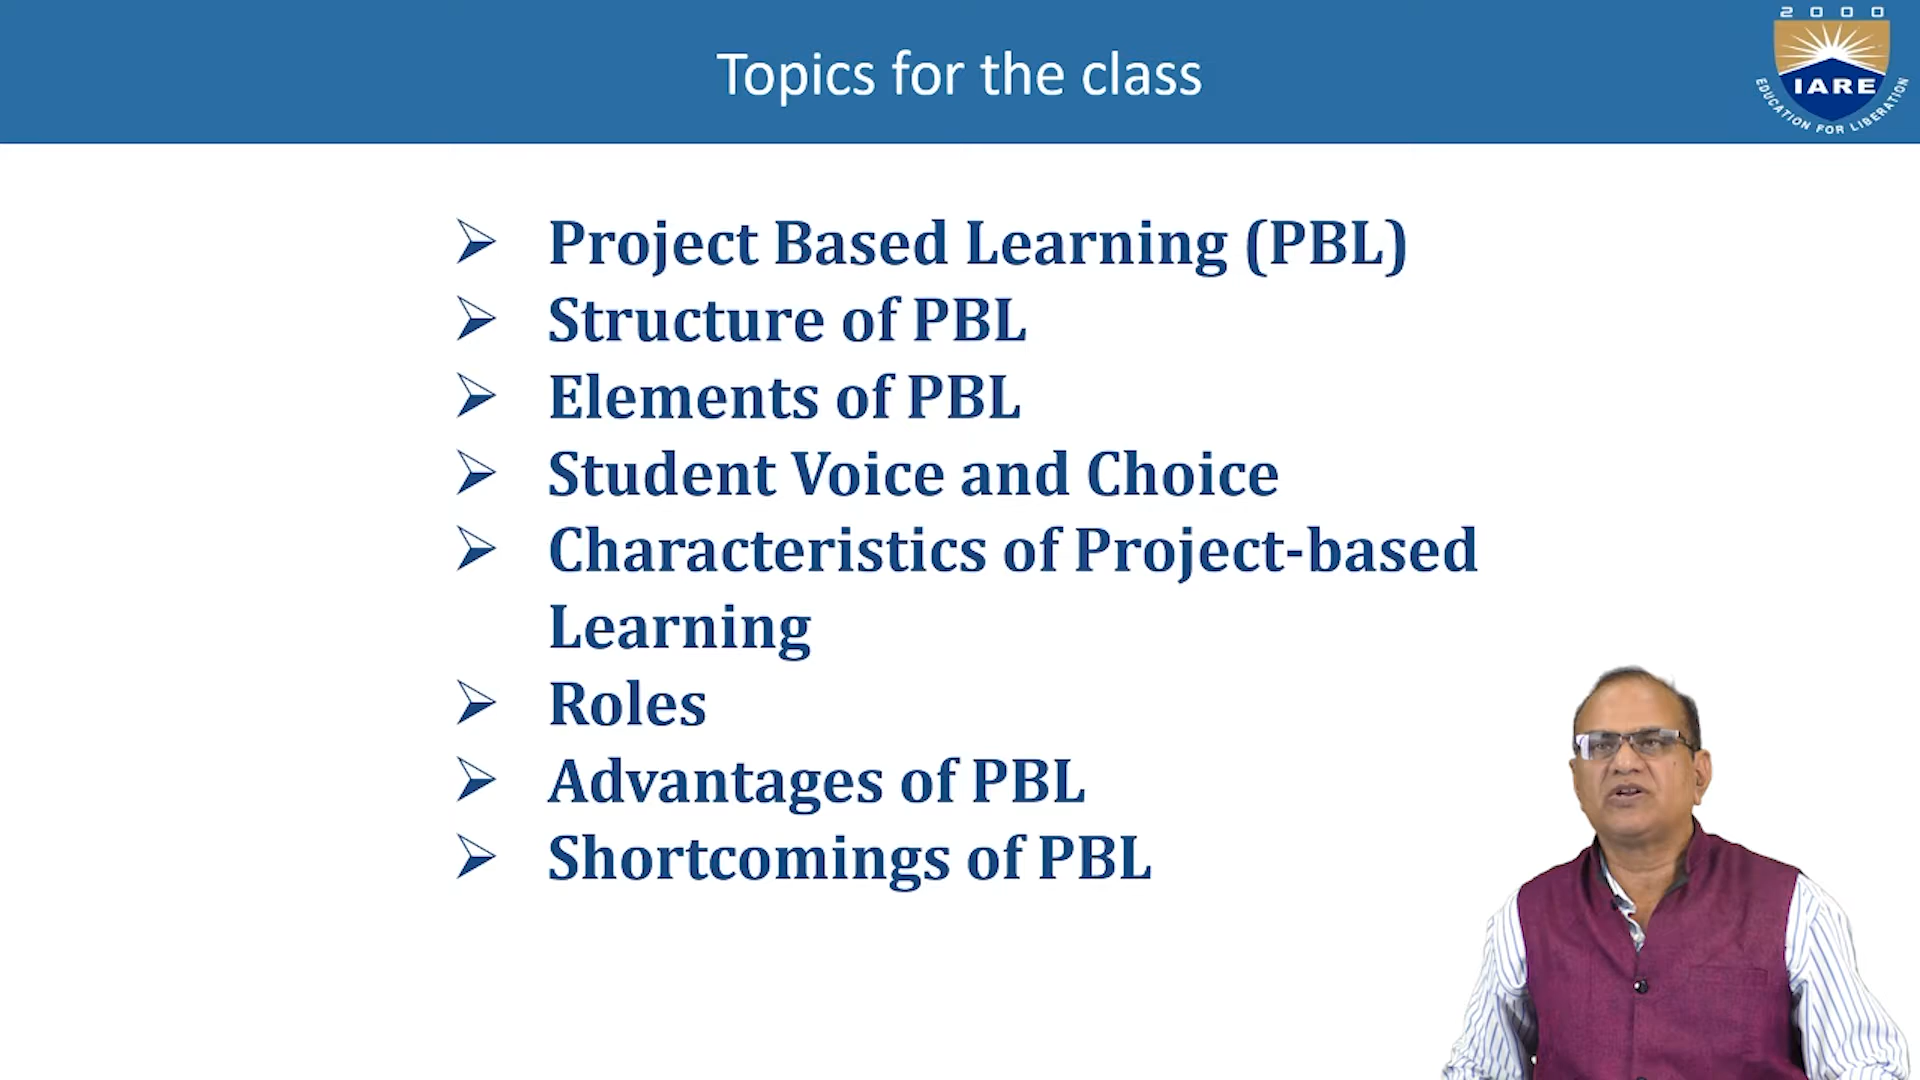 Topics for the class
2000
IARE
EDUCATION FOR LIBERATION
➢ Project Based Learning (PBL)
➢ Structure of PBL
➢ Elements of PBL
➢ Student Voice and Choice
➢ Characteristics of Project-based
Learning
➢ Roles
➢ Advantages of PBL
➢ Shortcomings of PBL